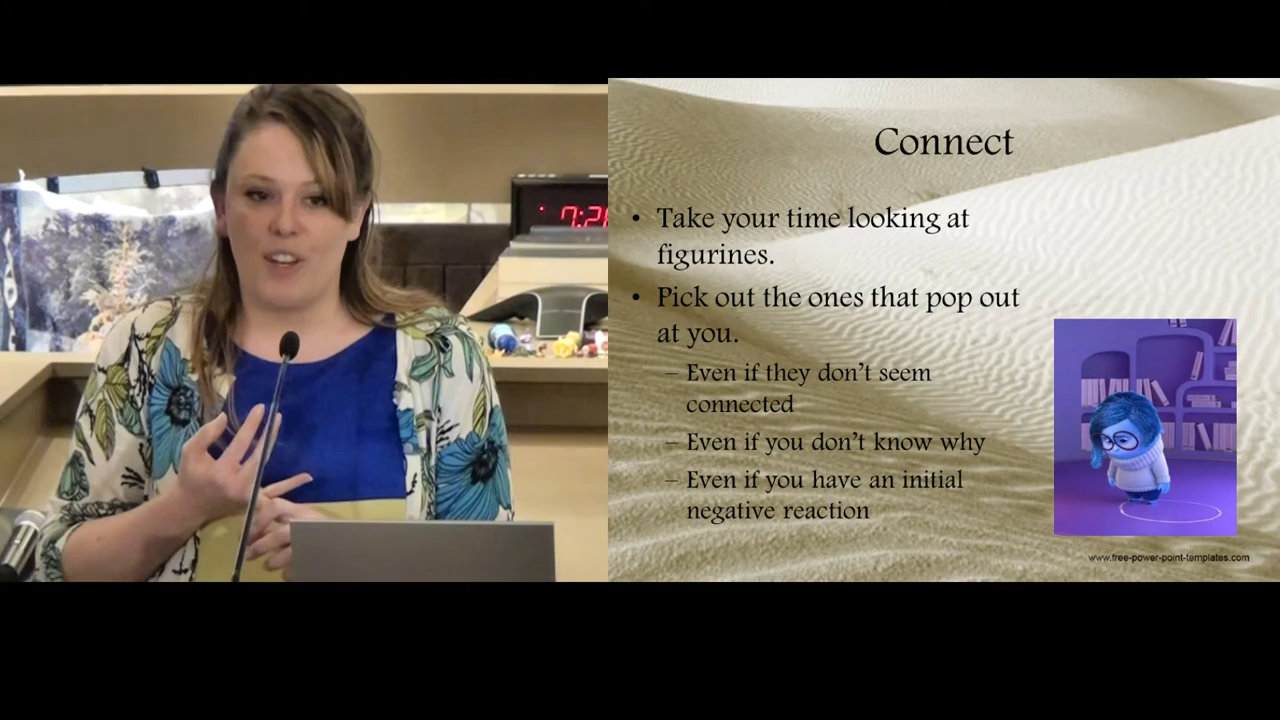 Connect
• Take your time looking at
figurines.
• Pick out the ones that pop out
at you.
– Even if they don’t seem
connected
– Even if you don’t know why
– Even if you have an initial
negative reaction
www.free-power-point-templates.com